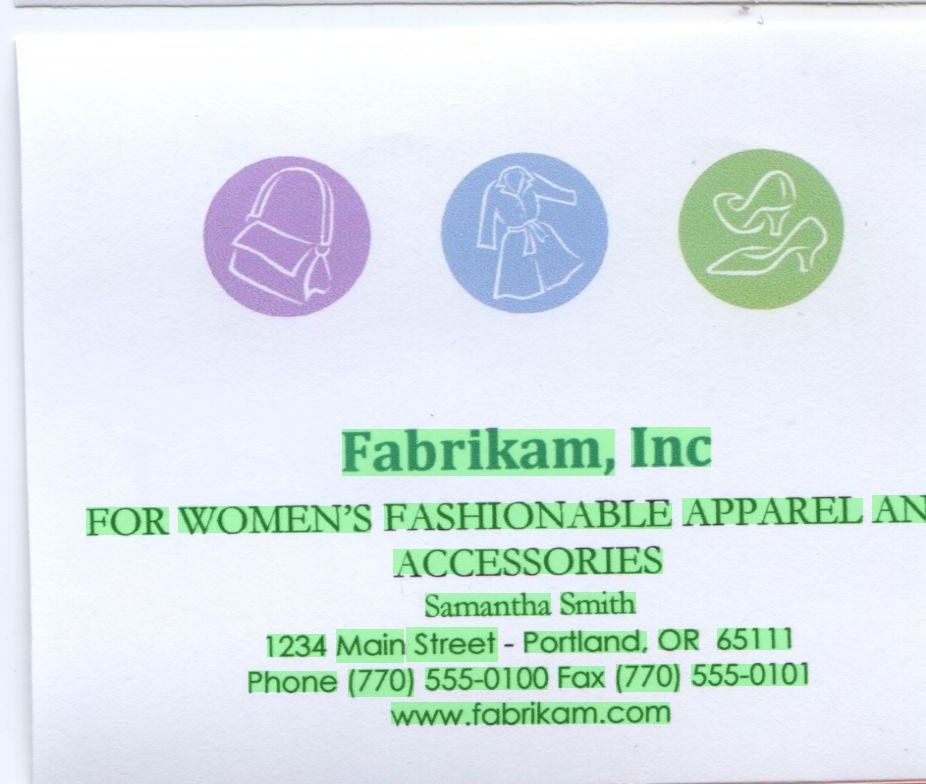 Fabrikam, Inc
FOR WOMEN’S FASHIONABLE APPAREL AN
ACCESSORIES
Samantha Smith
1234 Main Street - Portland, OR 65111
Phone (770) 555-0100 Fax (770) 555-0101
www.fabrikam.com